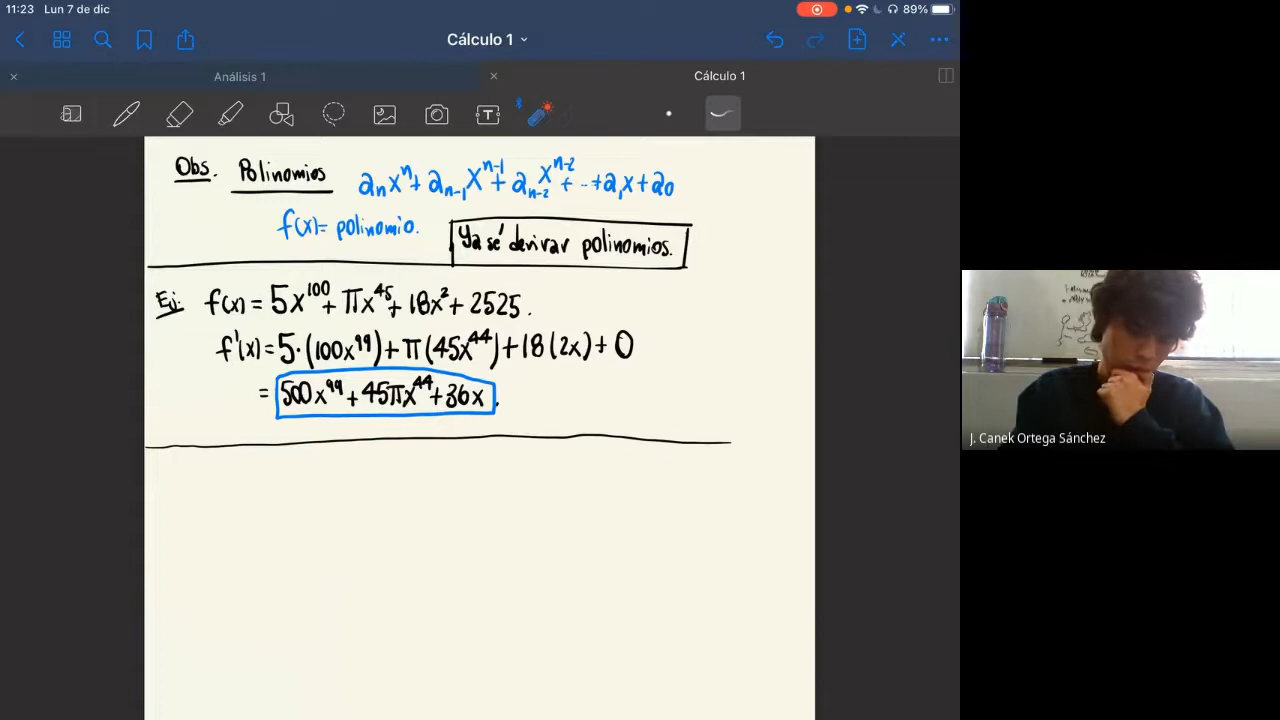 11:23 Lun 7 de dic 89%
Cálculo 1
Análisis 1 Cálculo 1
T
Obs. Polinomios aₙxⁿ + aₙ₋₁xⁿ⁻¹ + aₙ₋₂xⁿ⁻² + ... + a₁x + a₀
f(x) = polinomio. Ya sé derivar polinomios.
Ej: f(x) = 5x¹⁰⁰ + πx⁴⁵ + 18x² + 2525.
f'(x) = 5·(100x⁹⁹) + π(45x⁴⁴) + 18(2x) + 0
= 500x⁹⁹ + 45πx⁴⁴ + 36x.
J. Canek Ortega Sánchez